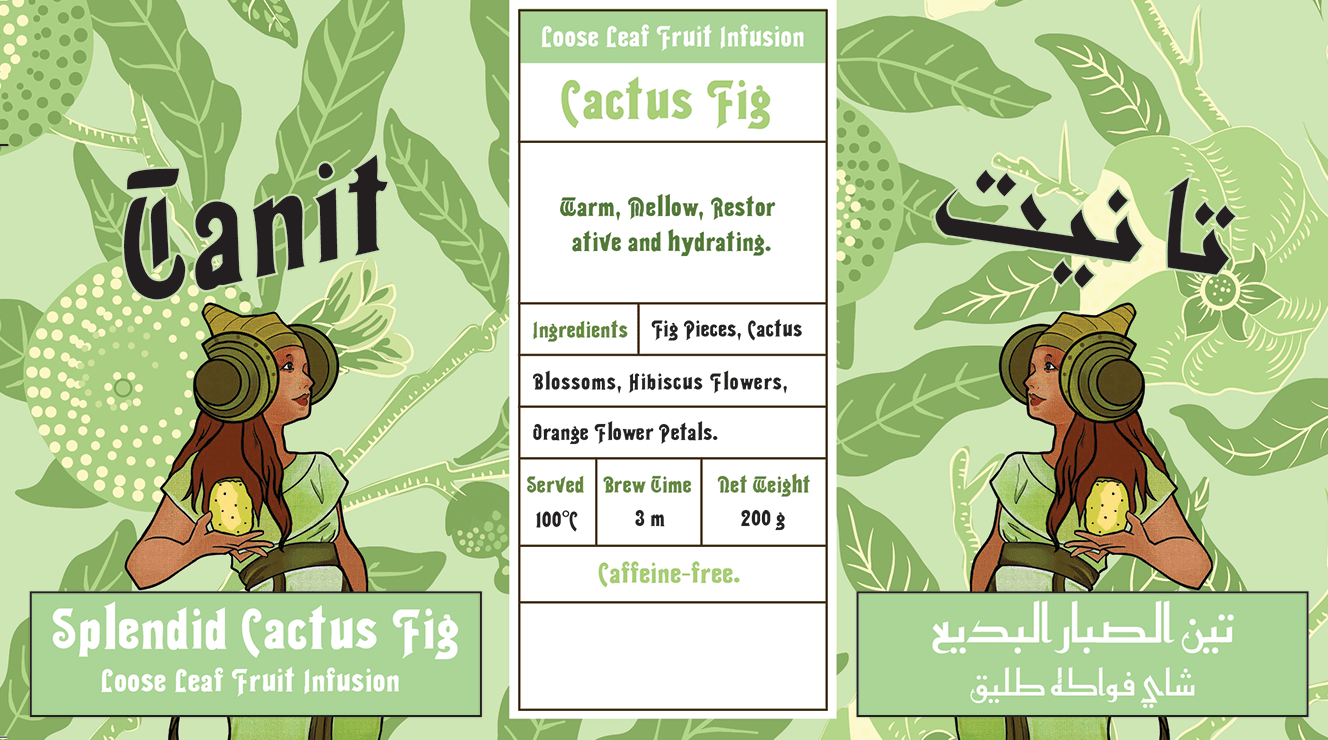 Tanit
Splendid Cactus Fig
Loose Leaf Fruit Infusion
Loose Leaf Fruit Infusion
Cactus Fig
Warm, Mellow, Restor
ative and hydrating.
Ingredients
Fig Pieces, Cactus
Blossoms, Hibiscus Flowers,
Orange Flower Petals.
Served
100°C
Brew Time
3 m
Net Weight
200 g
Caffeine-free.
تانيت
تين الصبار البديع
شاي فواكه طليق